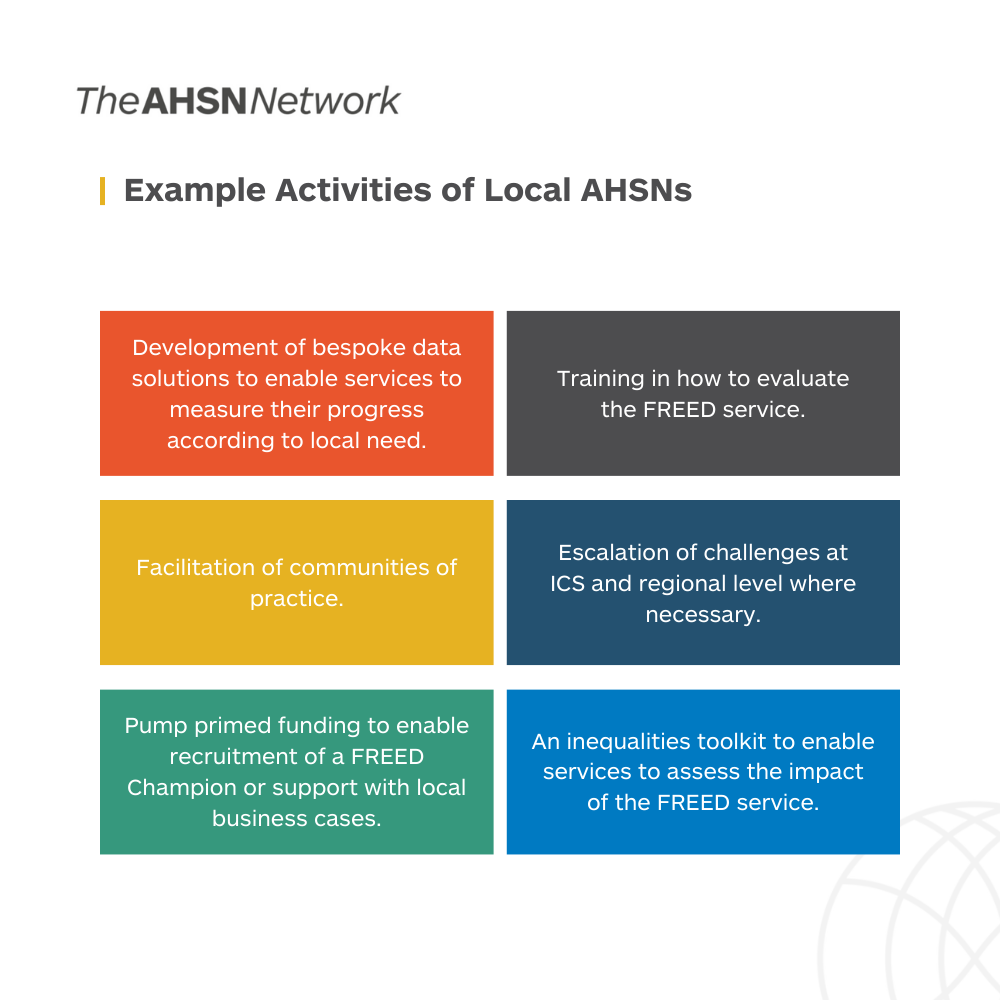 TheAHSNNetwork
Example Activities of Local AHSNs
Development of bespoke data
solutions to enable services to
measure their progress
according to local need.
Training in how to evaluate
the FREED service.
Facilitation of communities of
practice.
Escalation of challenges at
ICS and regional level where
necessary.
Pump primed funding to enable
recruitment of a FREED
Champion or support with local
business cases.
An inequalities toolkit to enable
services to assess the impact
of the FREED service.